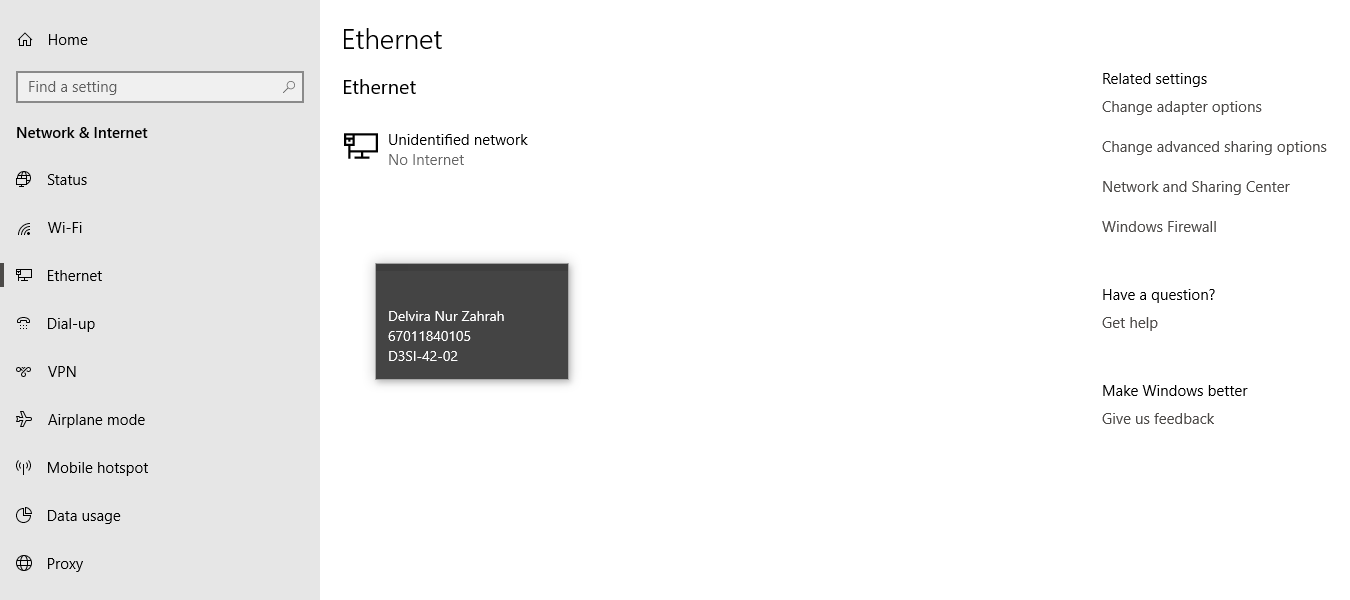 Home
Find a setting
Network & Internet
Status
Wi-Fi
Ethernet
Dial-up
VPN
Airplane mode
Mobile hotspot
Data usage
Proxy
Ethernet
Ethernet
Unidentified network
No Internet
Delvira Nur Zahrah
67011840105
D3SI-42-02
Related settings
Change adapter options
Change advanced sharing options
Network and Sharing Center
Windows Firewall
Have a question?
Get help
Make Windows better
Give us feedback